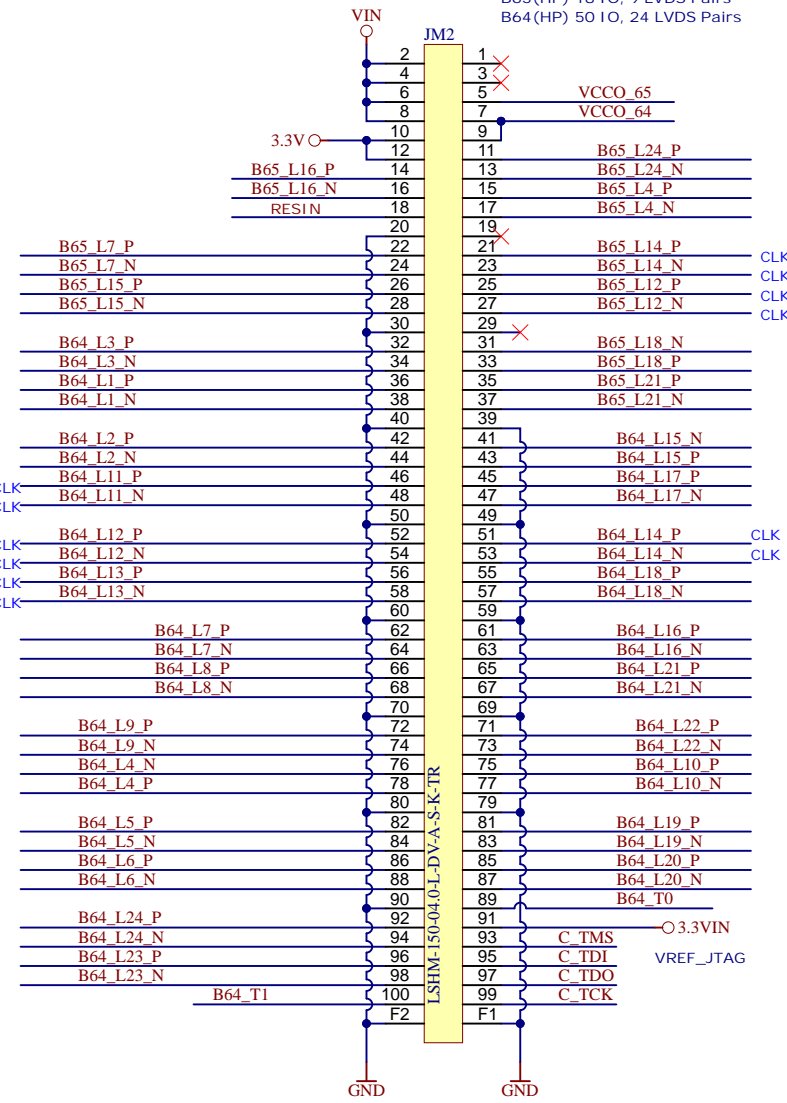 B64(HP) 50 IO, 24 LVDS Pairs
VIN
JM2
2 1
4 3
6 5 VCCO_65
8 7 VCCO_64
3.3V 10 9
12 11 B65_L24_P
B65_L16_P 14 13 B65_L24_N
B65_L16_N 16 15 B65_L4_P
RESIN 18 17 B65_L4_N
20 19
B65_L7_P 22 21 B65_L14_P CLK
B65_L7_N 24 23 B65_L14_N CLK
B65_L15_P 26 25 B65_L12_P CLK
B65_L15_N 28 27 B65_L12_N CLK
30 29
B64_L3_P 32 31 B65_L18_N
B64_L3_N 34 33 B65_L18_P
B64_L1_P 36 35 B65_L21_P
B64_L1_N 38 37 B65_L21_N
40 39
B64_L2_P 42 41 B64_L15_N
B64_L2_N 44 43 B64_L15_P
CLK B64_L11_P 46 45 B64_L17_P
CLK B64_L11_N 48 47 B64_L17_N
50 49
CLK B64_L12_P 52 51 B64_L14_P CLK
CLK B64_L12_N 54 53 B64_L14_N CLK
CLK B64_L13_P 56 55 B64_L18_P
CLK B64_L13_N 58 57 B64_L18_N
60 59
B64_L7_P 62 61 B64_L16_P
B64_L7_N 64 63 B64_L16_N
B64_L8_P 66 65 B64_L21_P
B64_L8_N 68 67 B64_L21_N
70 69
B64_L9_P 72 71 B64_L22_P
B64_L9_N 74 73 B64_L22_N
B64_L4_N 76 75 B64_L10_P
B64_L4_P 78 77 B64_L10_N
80 79
B64_L5_P 82 81 B64_L19_P
B64_L5_N 84 83 B64_L19_N
B64_L6_P 86 85 B64_L20_P
B64_L6_N 88 87 B64_L20_N
90 89 B64_T0
B64_L24_P 92 91 3.3VIN
B64_L24_N 94 93 C_TMS
B64_L23_P 96 95 C_TDI VREF_JTAG
B64_L23_N 98 97 C_TDO
B64_T1 100 99 C_TCK
F2 F1
LSHM-150-04.0-L-DV-A-S-K-TR
GND GND